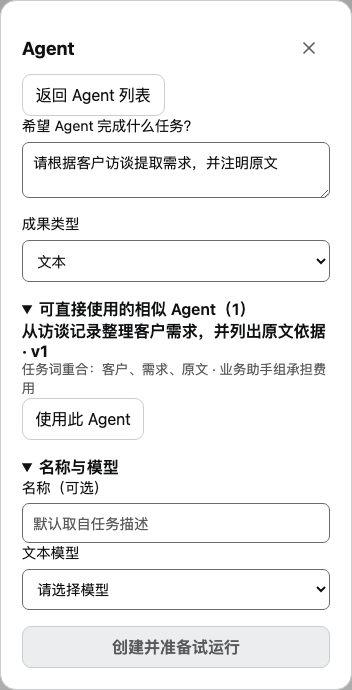 Agent
返回 Agent 列表
希望 Agent 完成什么任务?
请根据客户访谈提取需求，并注明原文
成果类型
文本
▼ 可直接使用的相似 Agent（1）
从访谈记录整理客户需求，并列出原文依据
· v1
任务词重合：客户、需求、原文 · 业务助手组承担费
用
使用此 Agent
▼ 名称与模型
名称（可选）
默认取自任务描述
文本模型
请选择模型
创建并准备试运行